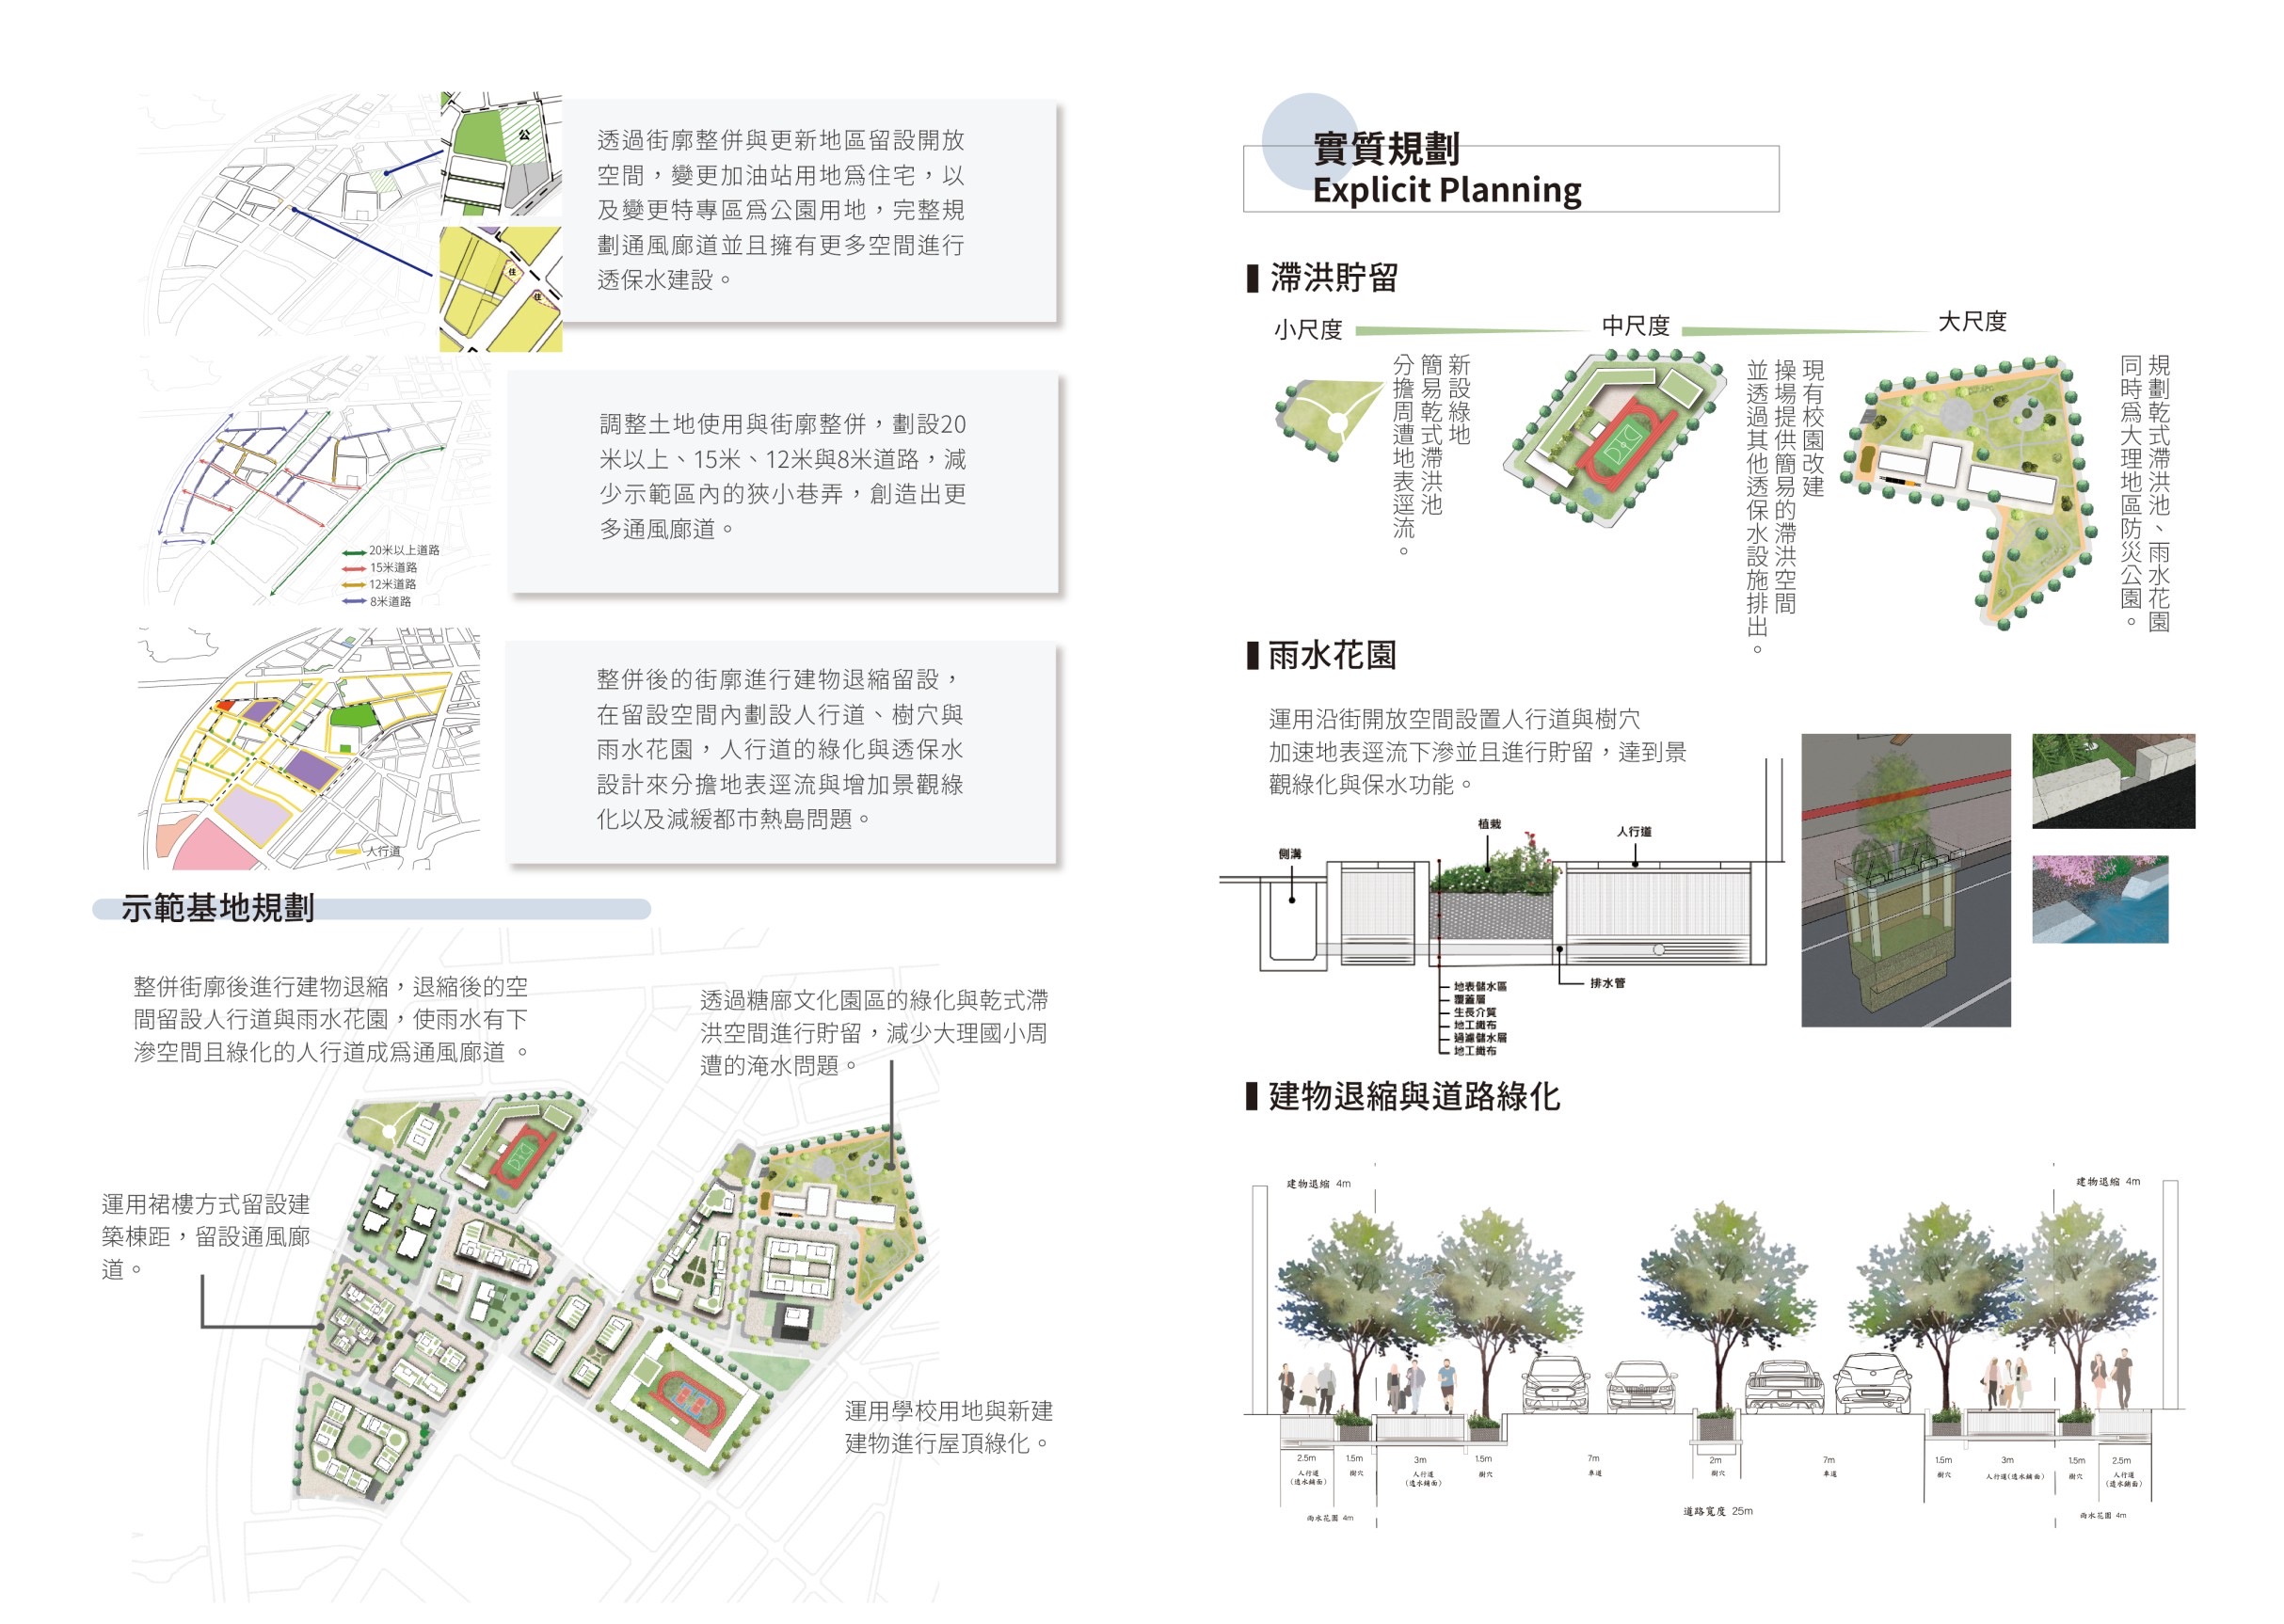 公
住
住
透過街廓整併與更新地區留設開放
空間，變更加油站用地爲住宅，以
及變更特專區爲公園用地，完整規
劃通風廊道並且擁有更多空間進行
透保水建設。
調整土地使用與街廓整併，劃設20
米以上、15米、12米與8米道路，減
少示範區內的狹小巷弄，創造出更
多通風廊道。
20米以上道路
15米道路
12米道路
8米道路
整併後的街廓進行建物退縮留設，
在留設空間內劃設人行道、樹穴與
雨水花園，人行道的綠化與透保水
設計來分擔地表逕流與增加景觀綠
化以及減緩都市熱島問題。
人行道
示範基地規劃
整併街廓後進行建物退縮，退縮後的空
間留設人行道與雨水花園，使雨水有下
滲空間且綠化的人行道成爲通風廊道 。
透過糖廍文化園區的綠化與乾式滯
洪空間進行貯留，減少大理國小周
遭的淹水問題。
運用裙樓方式留設建
築棟距，留設通風廊
道。
運用學校用地與新建
建物進行屋頂綠化。
實質規劃
Explicit Planning
滯洪貯留
小尺度
中尺度
大尺度
新設綠地
簡易乾式滯洪池
分擔周遭地表逕流。
現有校園改建
操場提供簡易的滯洪空間
並透過其他透保水設施排出。
規劃乾式滯洪池、雨水花園
同時爲大理地區防災公園。
雨水花園
運用沿街開放空間設置人行道與樹穴
加速地表逕流下滲並且進行貯留，達到景
觀綠化與保水功能。
側溝
植栽
人行道
排水管
地表儲水區
覆蓋層
生長介質
地工織布
過濾儲水層
地工織布
建物退縮與道路綠化
建物退縮 4m
建物退縮 4m
2.5m
人行道
(透水鋪面)
1.5m
樹穴
3m
人行道
(透水鋪面)
1.5m
樹穴
7m
車道
2m
樹穴
7m
車道
1.5m
樹穴
3m
人行道(透水鋪面)
1.5m
樹穴
2.5m
人行道
(透水鋪面)
雨水花園 4m
道路寬度 25m
雨水花園 4m